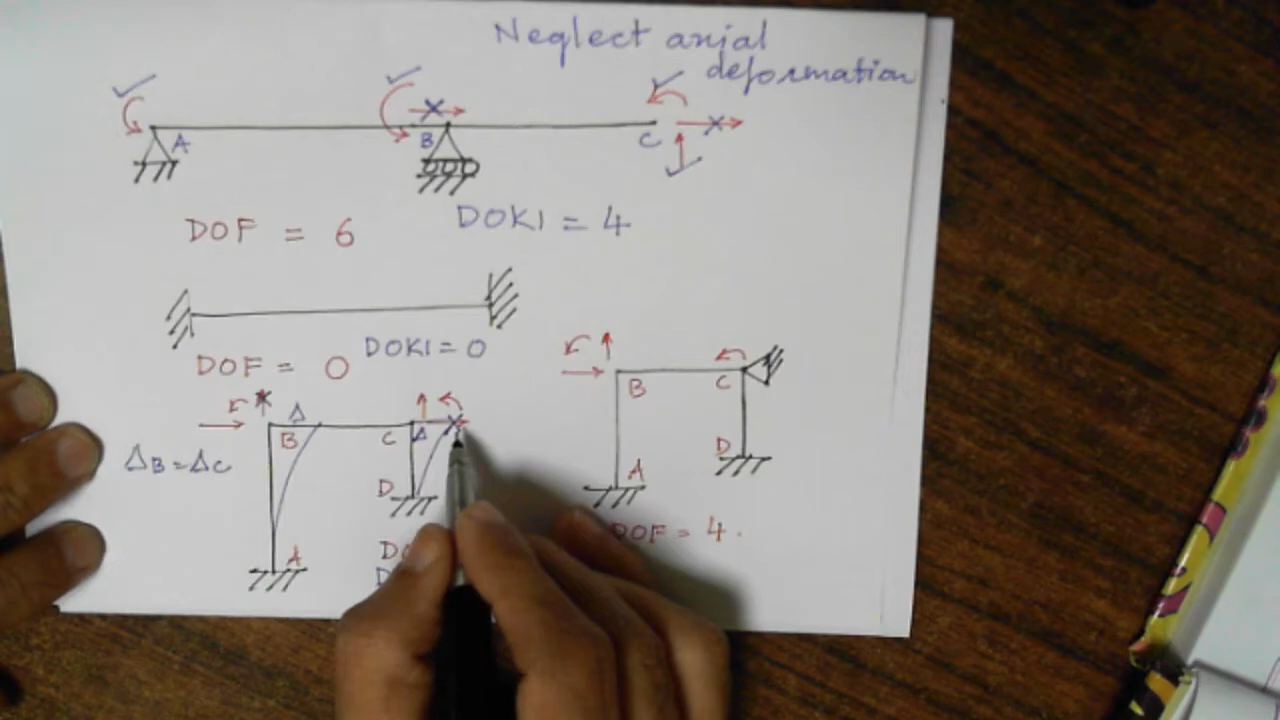 Neglect axial
deformation
A
B
C
DOF = 6
DOKI = 4
DOF = 0
DOKI = 0
Δ
B
C
Δ
ΔB = ΔC
D
A
B
C
D
A
DOF = 4.